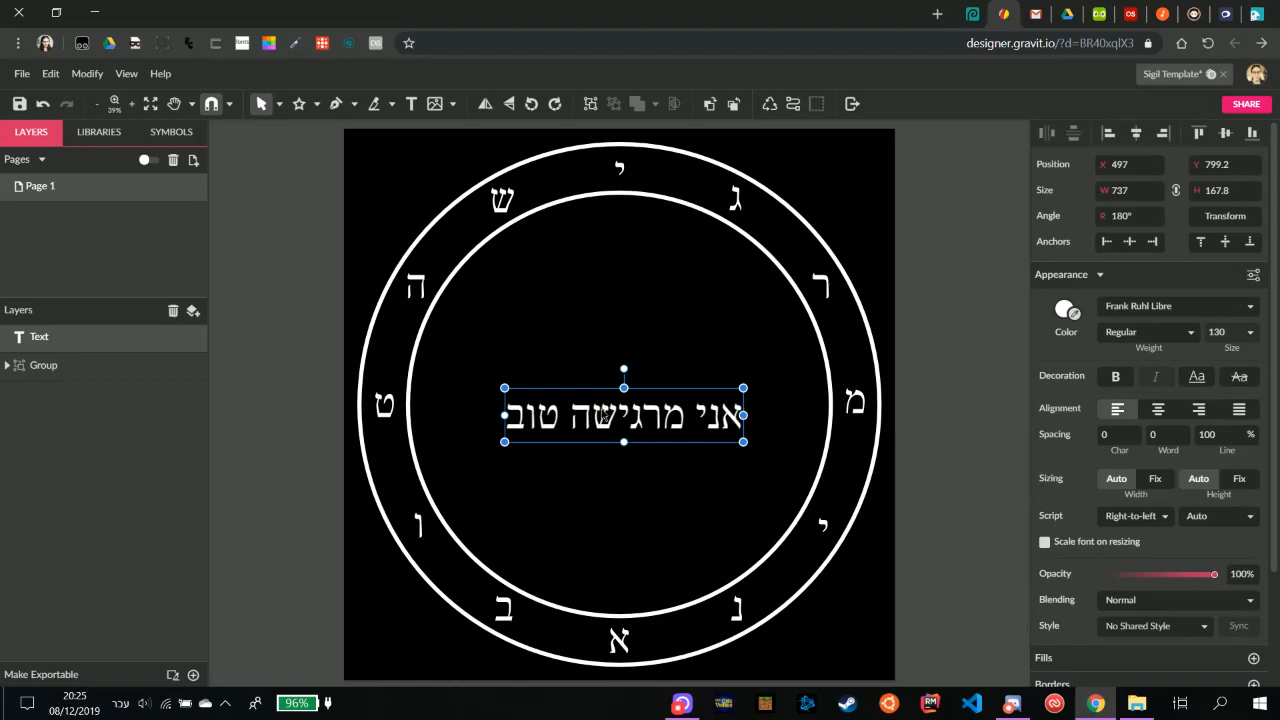 designer.gravit.io/?d=BR40xqlX3
File Edit Modify View Help
Sigil Template*
39%
SHARE
LAYERS LIBRARIES SYMBOLS
Pages
Page 1
Layers
Text
Group
Make Exportable
י
ג
ר
מ
י
נ
א
ב
ו
ט
ה
ש
אני מרגישה טוב
Position X 497 Y 799.2
Size W 737 H 167.8
Angle R 180° Transform
Anchors
Appearance
Frank Ruhl Libre
Color Regular 130
Weight Size
Decoration B I Aa Aa
Alignment
Spacing 0 0 100 %
Char Word Line
Sizing Auto Fix Auto Fix
Width Height
Script Right-to-left Auto
Scale font on resizing
Opacity 100%
Blending Normal
Style No Shared Style Sync
Fills
Borders
20:25
08/12/2019
עבר
96%